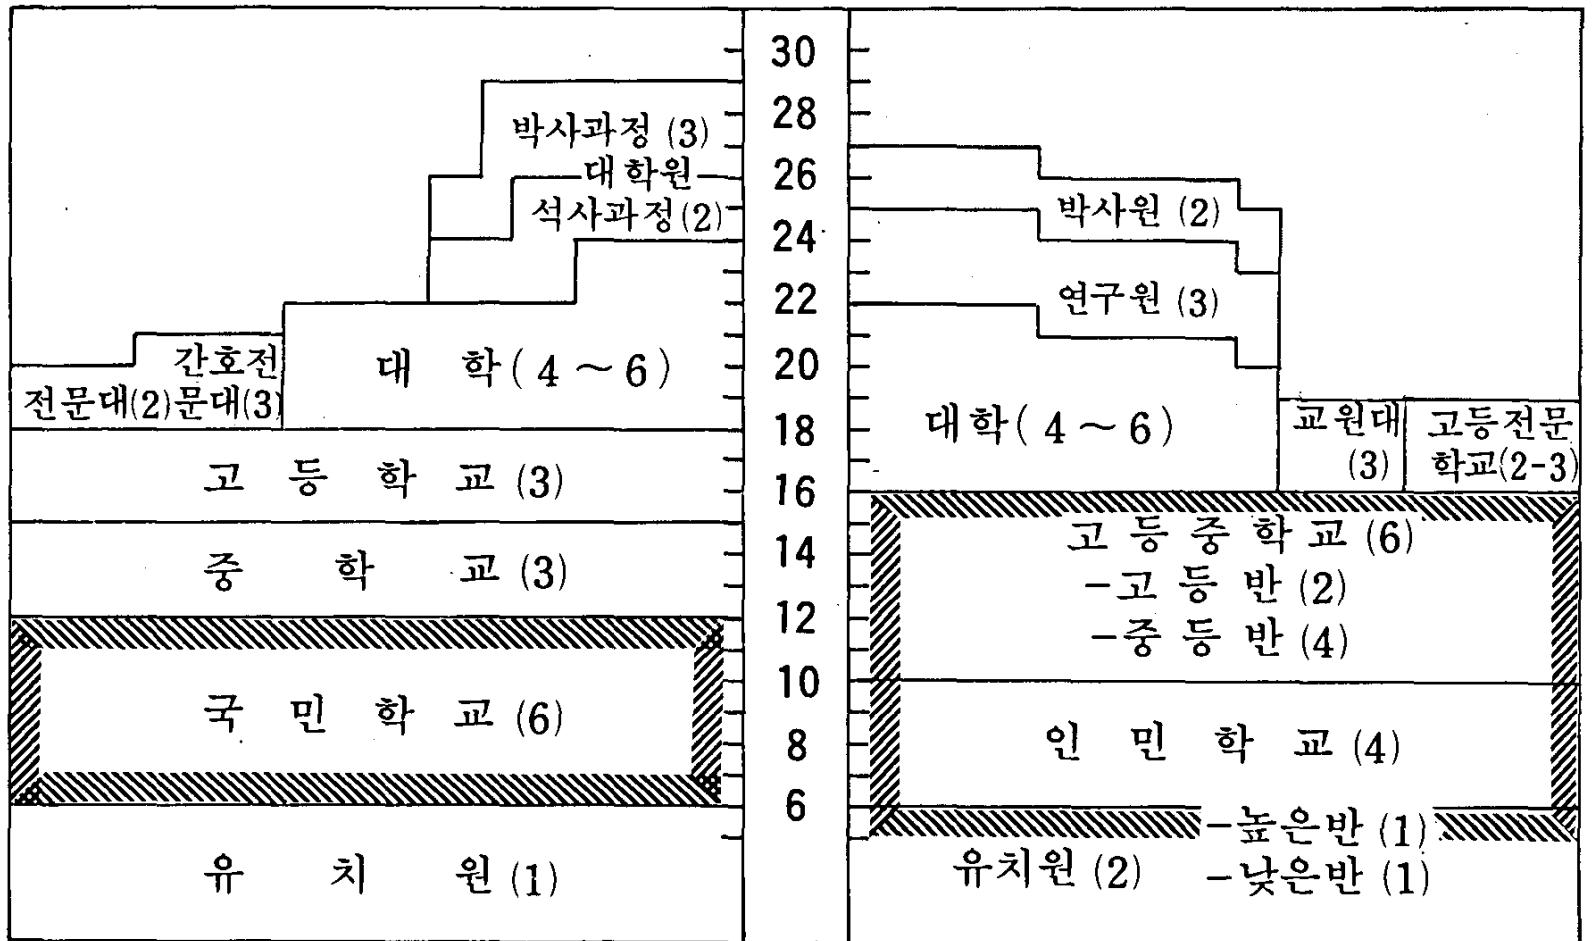 박사과정 (3)
대학원
석사과정(2)
간호전
전문대(2)문대(3)
대 학( 4 ~ 6 )
고 등 학 교 (3)
중 학 교 (3)
국 민 학 교 (6)
유 치 원 (1)
30
28
26
24
22
20
18
16
14
12
10
8
6
박사원 (2)
연구원 (3)
대학( 4 ~ 6 )
교원대
(3)
고등전문
학교(2-3)
고 등 중 학 교 (6)
-고 등 반 (2)
-중 등 반 (4)
인 민 학 교 (4)
-높은반 (1)
유치원 (2)
-낮은반 (1)